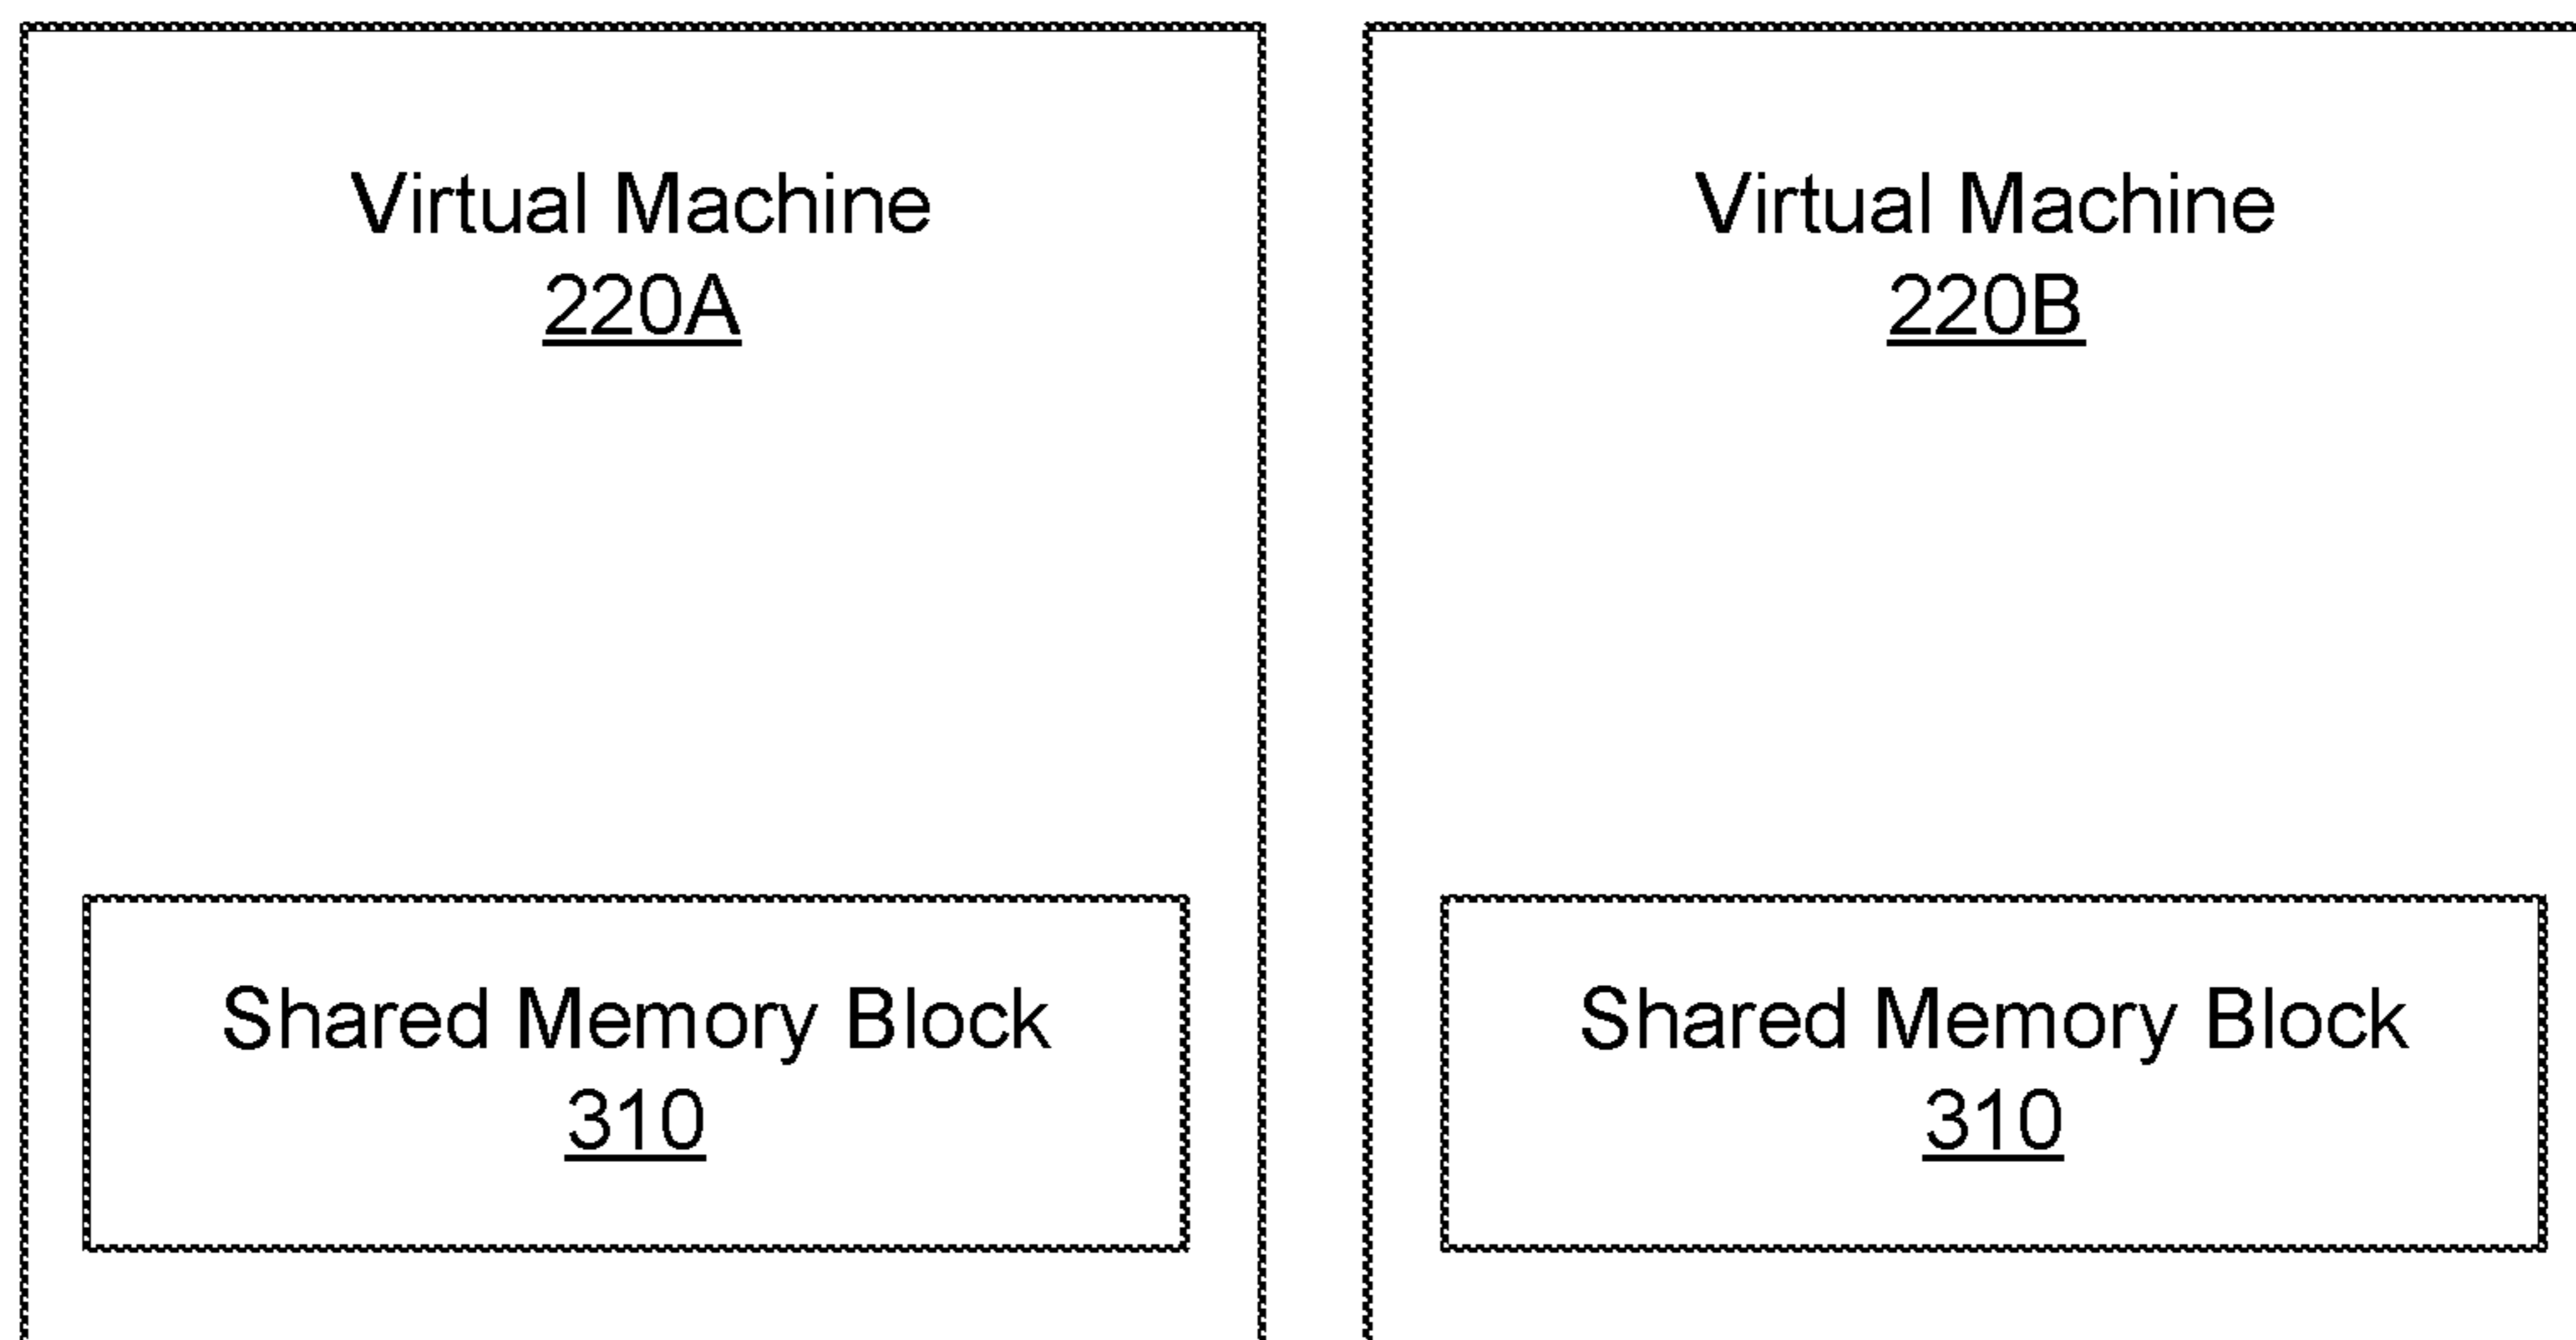 Virtual Machine
220A
Shared Memory Block
310
Virtual Machine
220B
Shared Memory Block
310